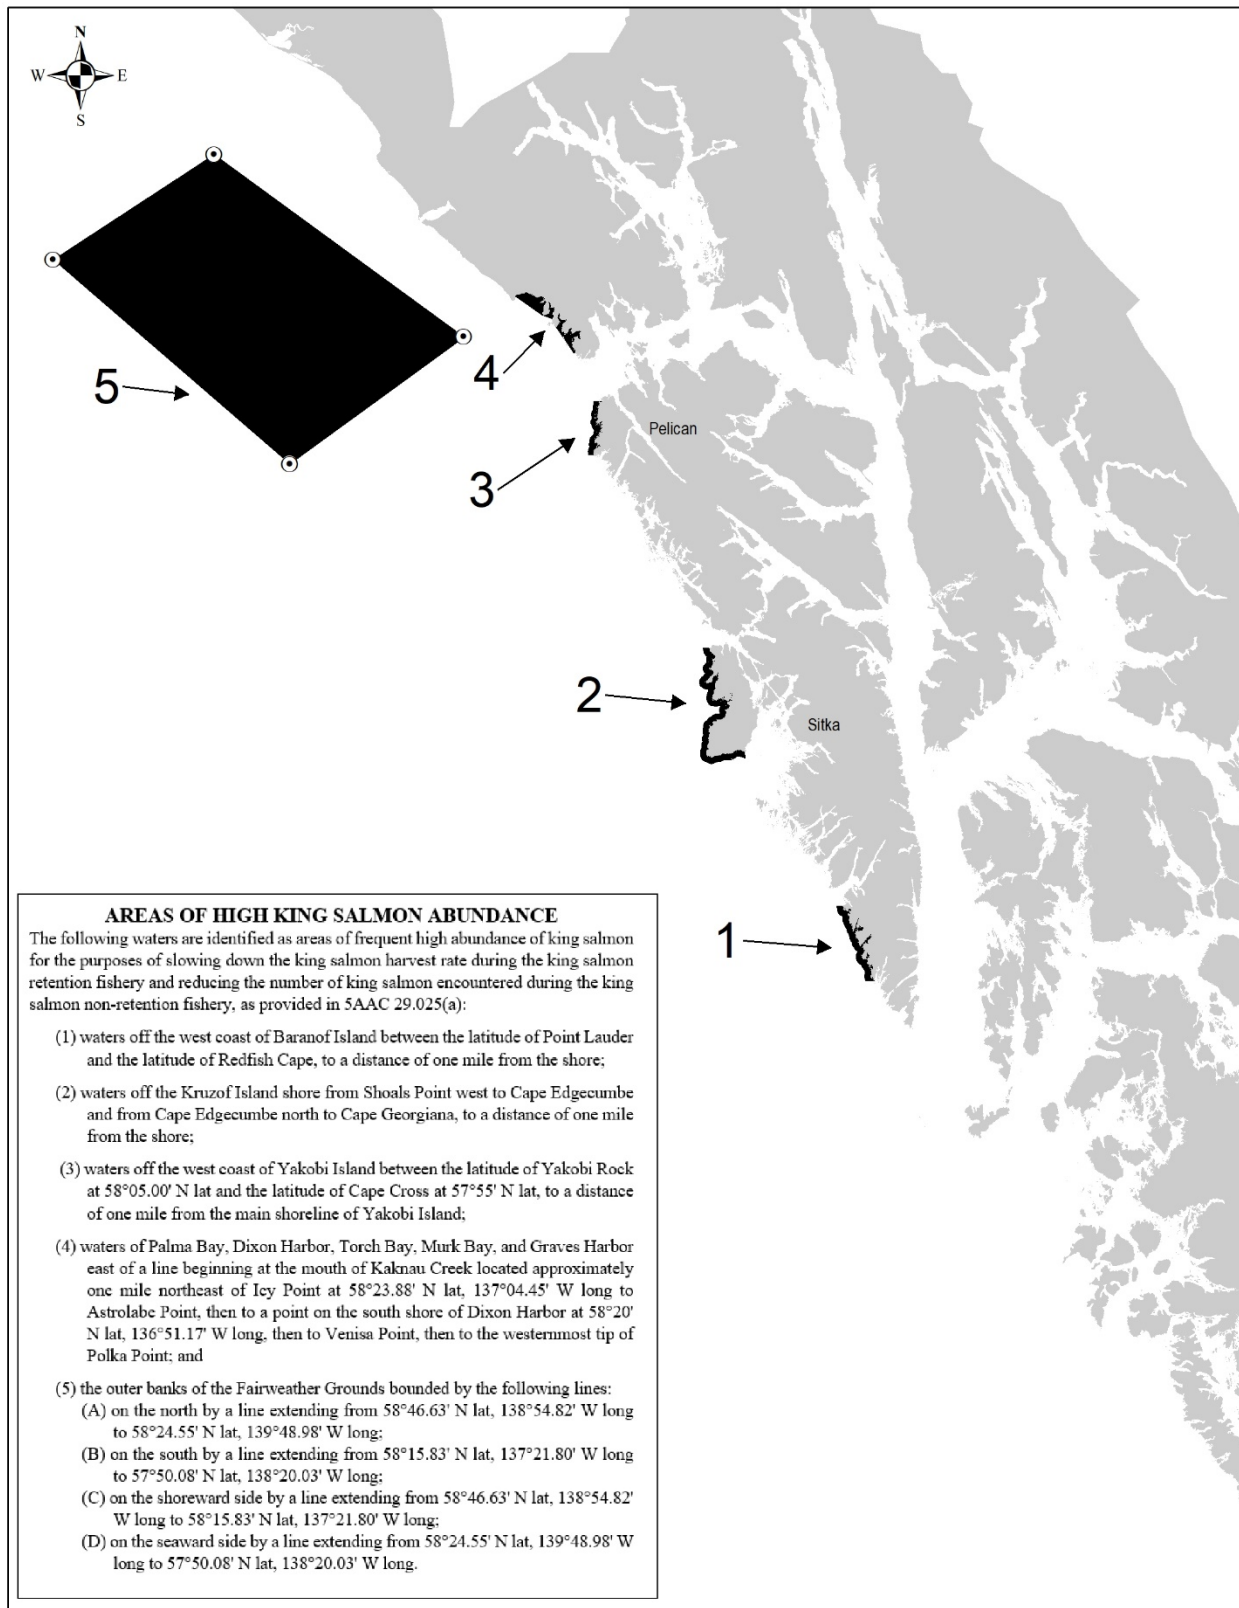 N
W E
S
5
4
3
Pelican
2
Sitka
1
AREAS OF HIGH KING SALMON ABUNDANCE
The following waters are identified as areas of frequent high abundance of king salmon
for the purposes of slowing down the king salmon harvest rate during the king salmon
retention fishery and reducing the number of king salmon encountered during the king
salmon non-retention fishery, as provided in 5AAC 29.025(a):
(1) waters off the west coast of Baranof Island between the latitude of Point Lauder
and the latitude of Redfish Cape, to a distance of one mile from the shore;
(2) waters off the Kruzof Island shore from Shoals Point west to Cape Edgecumbe
and from Cape Edgecumbe north to Cape Georgiana, to a distance of one mile
from the shore;
(3) waters off the west coast of Yakobi Island between the latitude of Yakobi Rock
at 58°05.00' N lat and the latitude of Cape Cross at 57°55' N lat, to a distance
of one mile from the main shoreline of Yakobi Island;
(4) waters of Palma Bay, Dixon Harbor, Torch Bay, Murk Bay, and Graves Harbor
east of a line beginning at the mouth of Kaknau Creek located approximately
one mile northeast of Icy Point at 58°23.88' N lat, 137°04.45' W long to
Astrolabe Point, then to a point on the south shore of Dixon Harbor at 58°20'
N lat, 136°51.17' W long, then to Venisa Point, then to the westernmost tip of
Polka Point; and
(5) the outer banks of the Fairweather Grounds bounded by the following lines:
(A) on the north by a line extending from 58°46.63' N lat, 138°54.82' W long
to 58°24.55' N lat, 139°48.98' W long;
(B) on the south by a line extending from 58°15.83' N lat, 137°21.80' W long
to 57°50.08' N lat, 138°20.03' W long;
(C) on the shoreward side by a line extending from 58°46.63' N lat, 138°54.82'
W long to 58°15.83' N lat, 137°21.80' W long;
(D) on the seaward side by a line extending from 58°24.55' N lat, 139°48.98' W
long to 57°50.08' N lat, 138°20.03' W long.